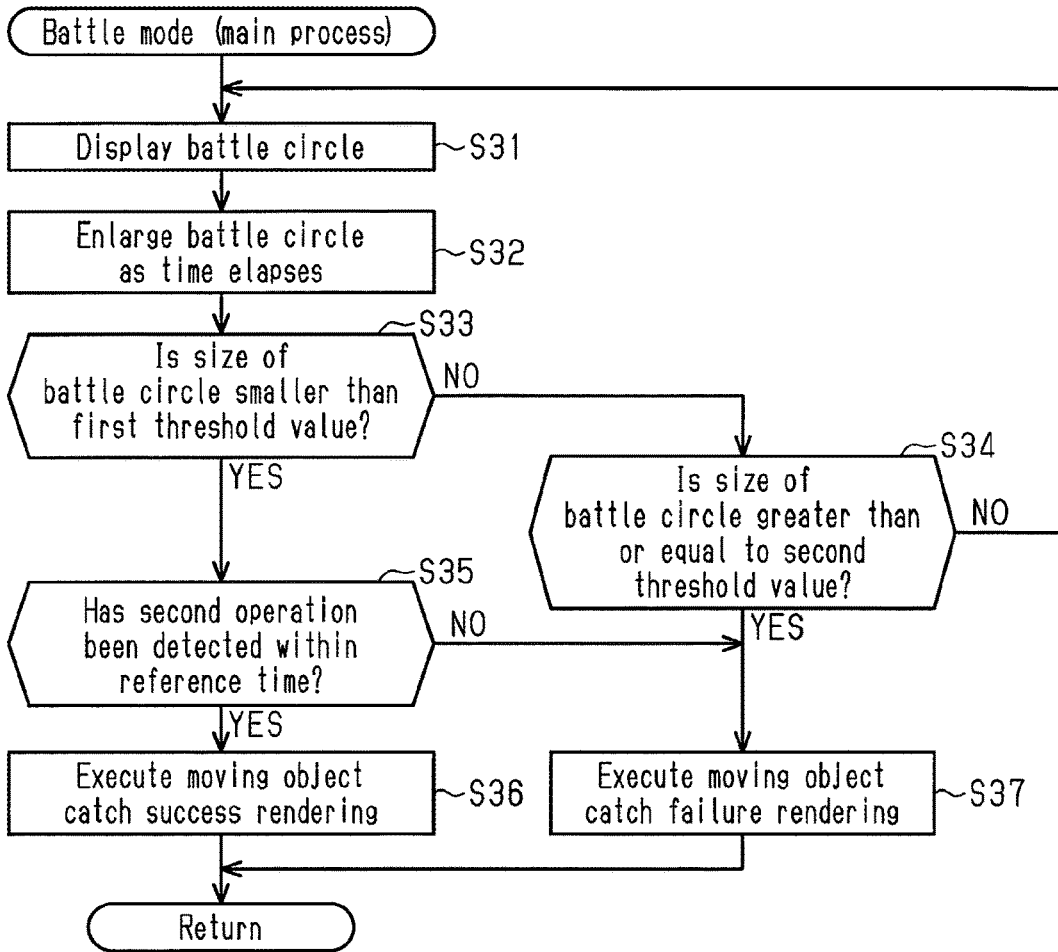 Battle mode (main process)
Display battle circle
S31
Enlarge battle circle
as time elapses
S32
S33
Is size of
battle circle smaller than
first threshold value?
NO
YES
S34
Is size of
battle circle greater than
or equal to second
threshold value?
NO
YES
S35
Has second operation
been detected within
reference time?
NO
YES
Execute moving object
catch success rendering
S36
Execute moving object
catch failure rendering
S37
Return